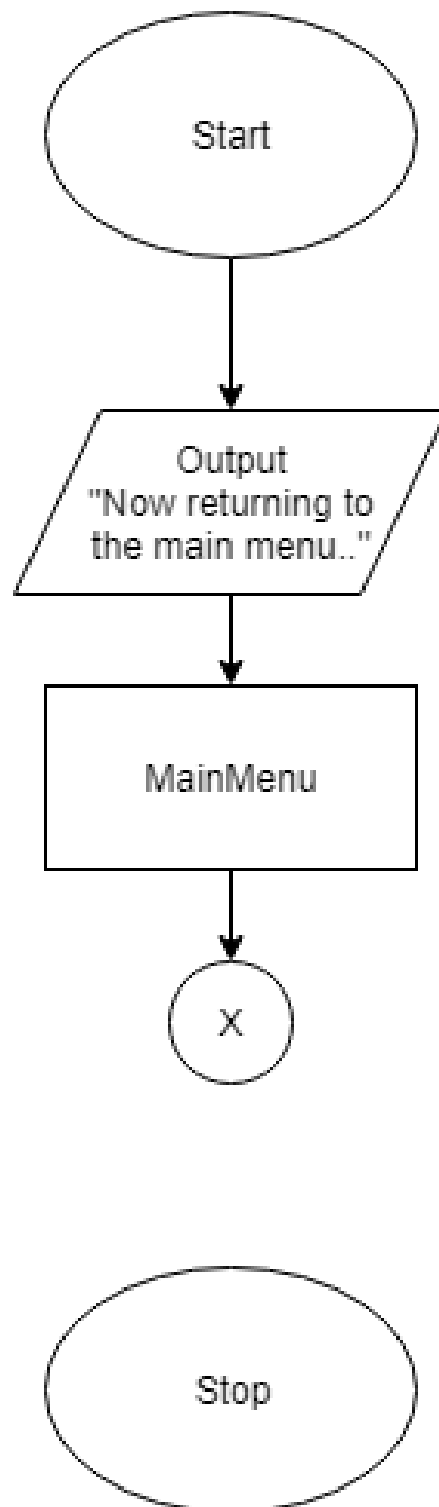 Start
Output
"Now returning to
the main menu.."
MainMenu
X
Stop